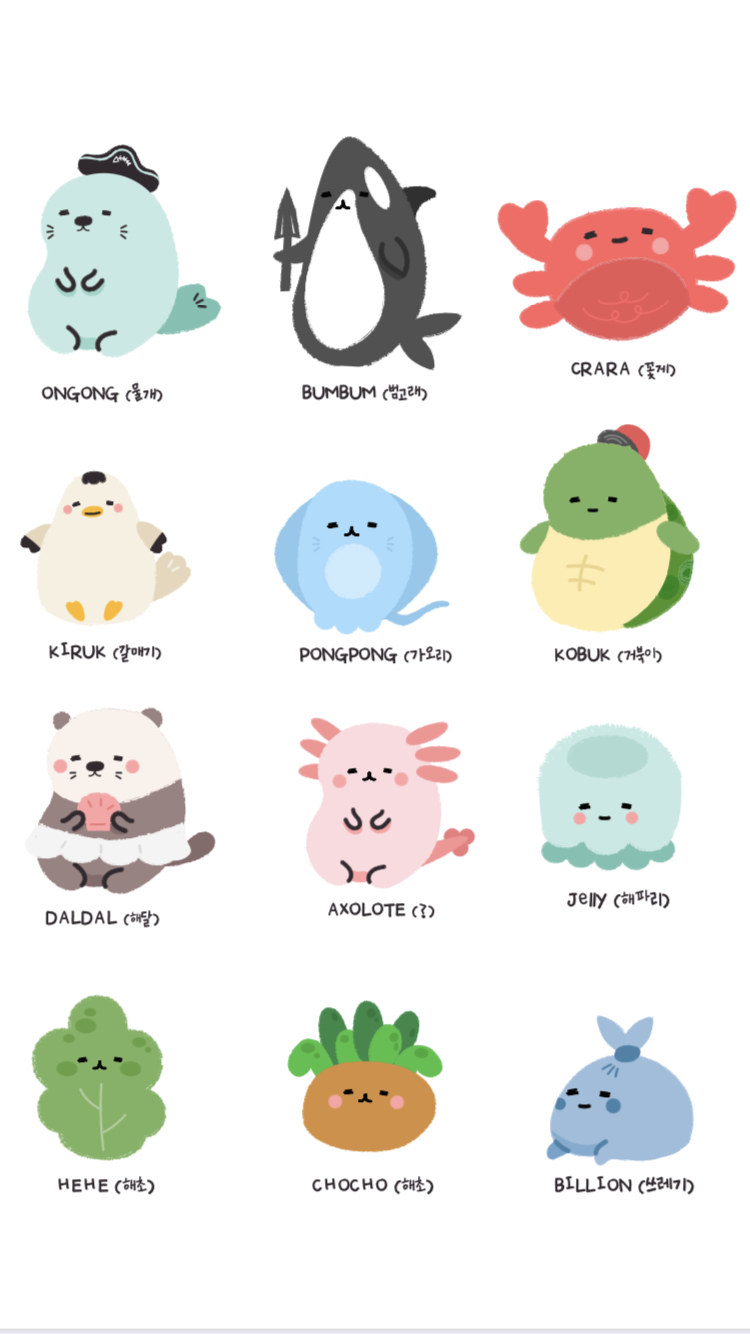 ONGONG (물개)
BUMBUM (범고래)
CRARA (꽃게)
KIRUK (갈매기)
PONGPONG (가오리)
KOBUK (거북이)
DALDAL (해달)
AXOLOTE (?)
Jelly (해파리)
HEHE (해초)
CHOCHO (해초)
BILLION (쓰레기)